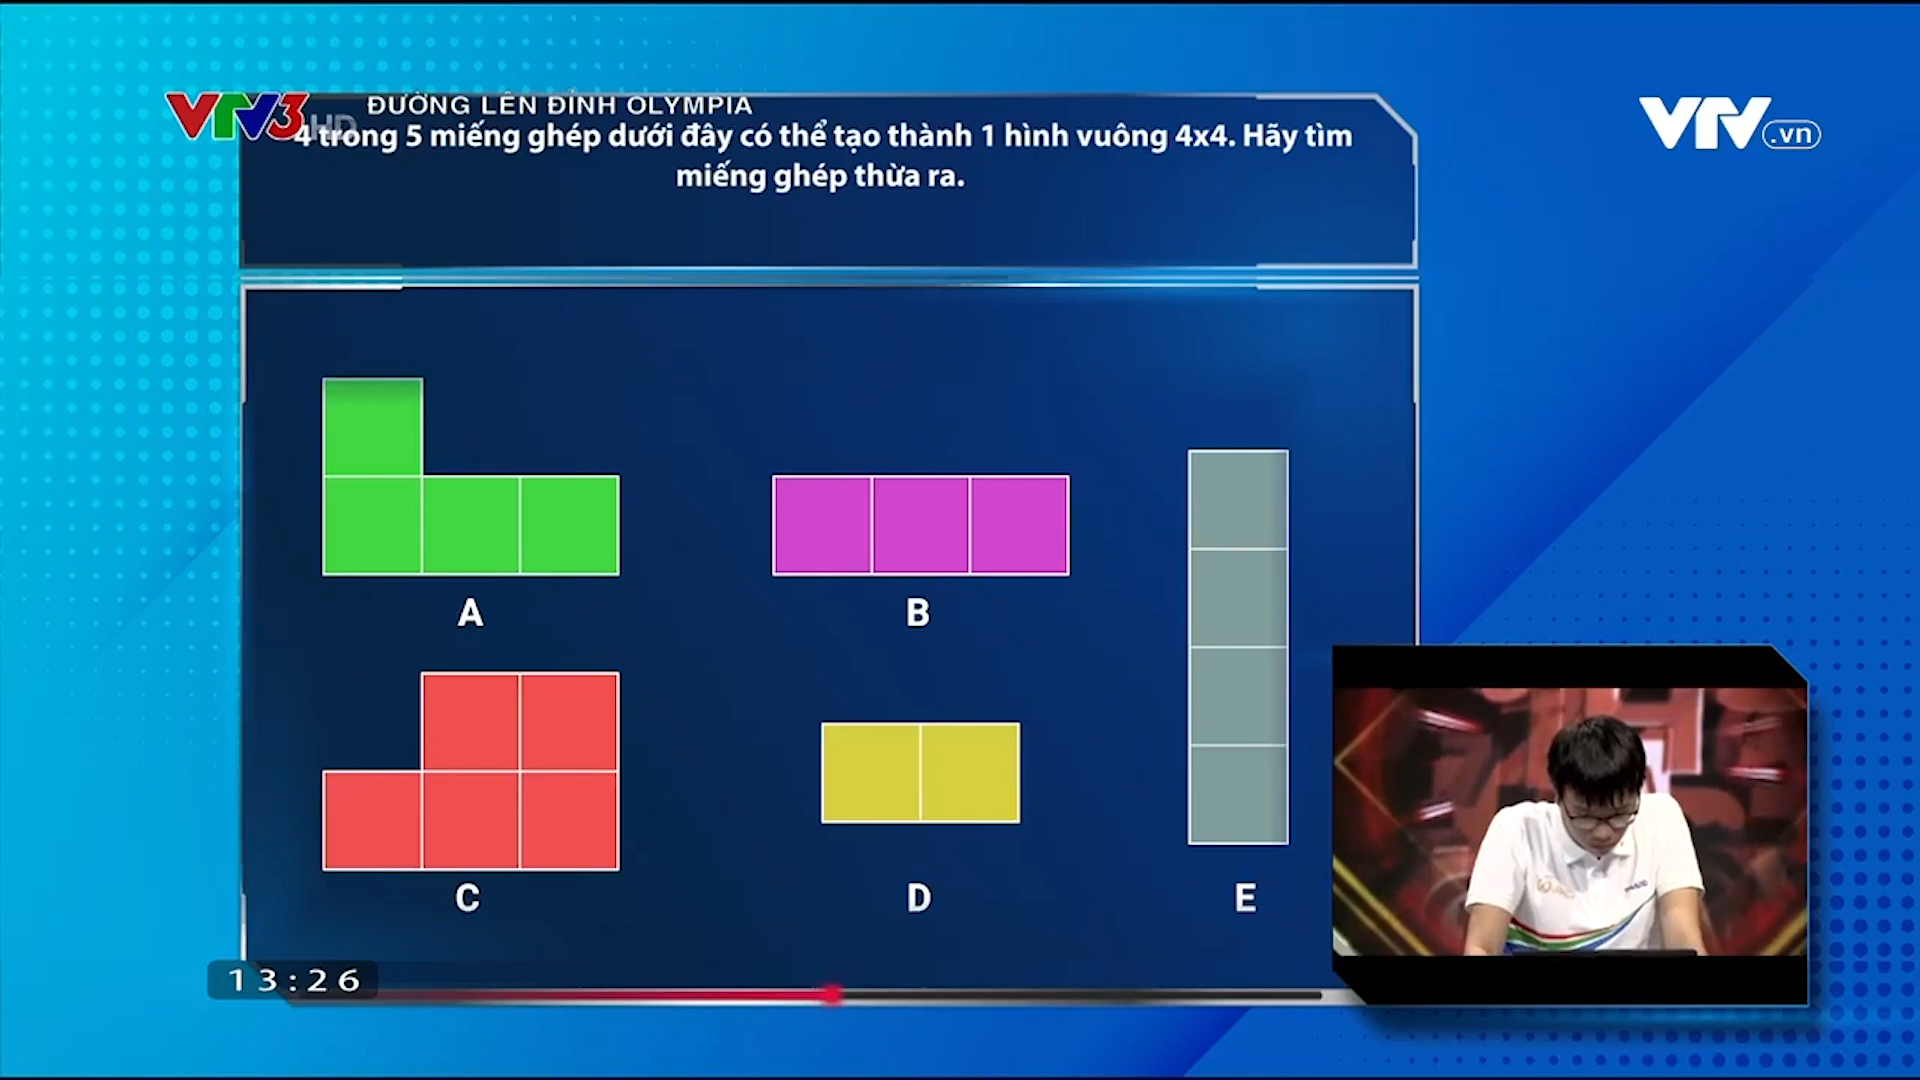 VTV3
HD
ĐƯỜNG LÊN ĐỈNH OLYMPIA
VTV.vn
4 trong 5 miếng ghép dưới đây có thể tạo thành 1 hình vuông 4x4. Hãy tìm
miếng ghép thừa ra.
A
B
C
D
E
13:26